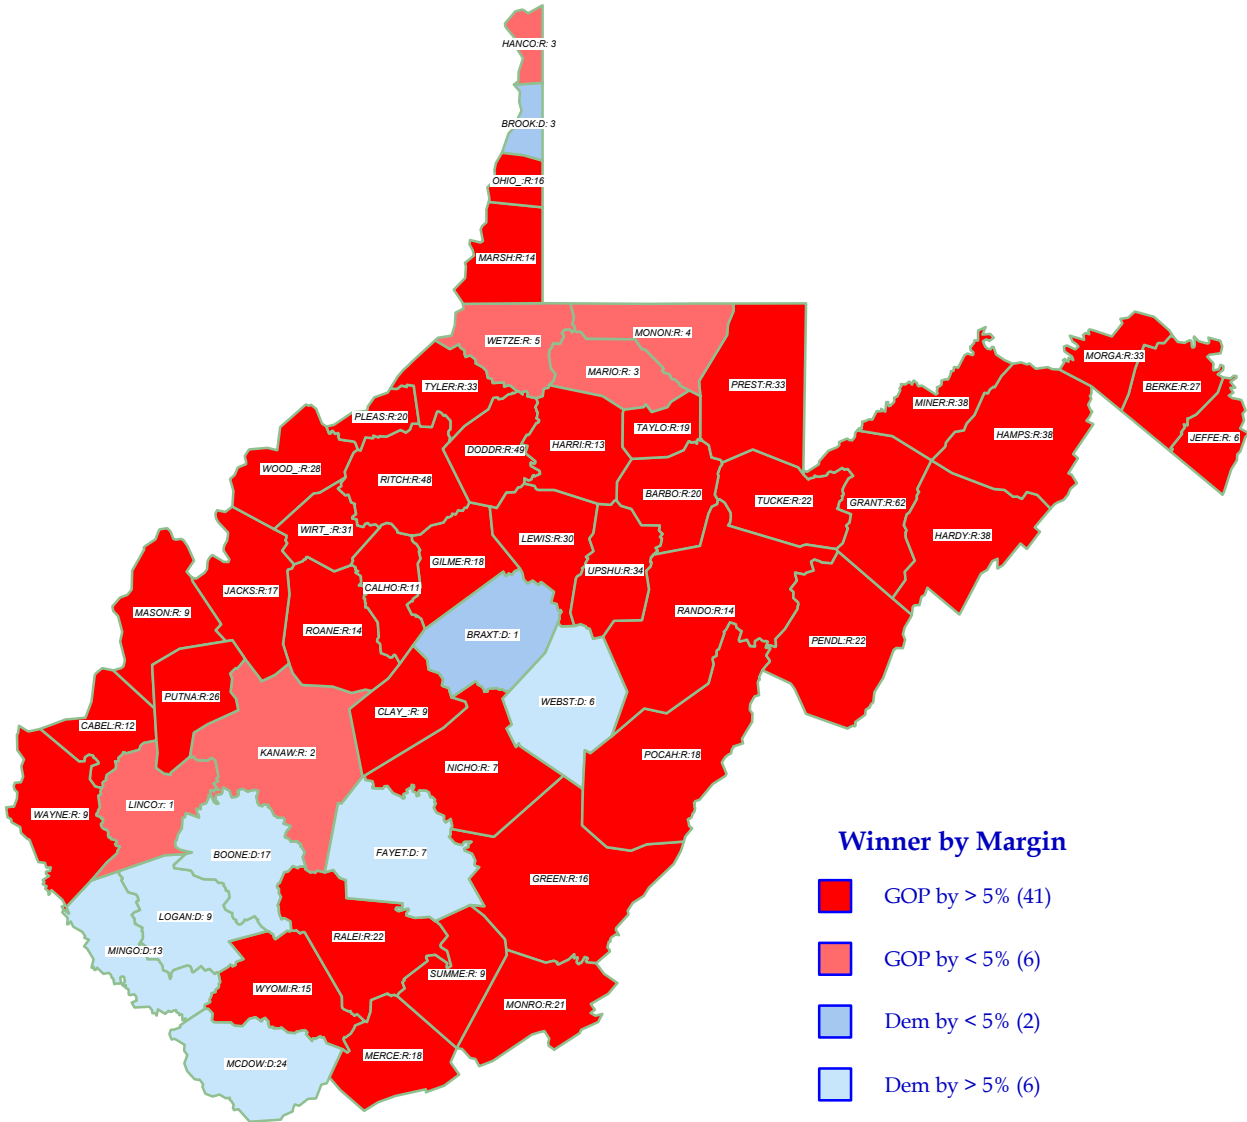 HANCO:R: 3
BROOK:D: 3
OHIO_:R:16
MARSH:R:14
WETZE:R: 5
MONON:R: 4
MARIO:R: 3
PREST:R:33
MORGA:R:33
BERKE:R:27
JEFFE:R: 6
MINER:R:38
HAMPS:R:38
TYLER:R:33
PLEAS:R:20
TAYLO:R:19
HARRI:R:13
DODDR:R:49
WOOD_:R:28
RITCH:R:48
BARBO:R:20
TUCKE:R:22
GRANT:R:62
HARDY:R:38
WIRT_:R:31
LEWIS:R:30
GILME:R:18
UPSHU:R:34
CALHO:R:11
JACKS:R:17
MASON:R: 9
ROANE:R:14
RANDO:R:14
BRAXT:D: 1
PENDL:R:22
PUTNA:R:26
WEBST:D: 6
CLAY_:R: 9
CABEL:R:12
KANAW:R: 2
POCAH:R:18
NICHO:R: 7
LINCO:r: 1
WAYNE:R: 9
BOONE:D:17
FAYET:D: 7
GREEN:R:16
LOGAN:D: 9
RALEI:R:22
MINGO:D:13
SUMME:R: 9
WYOMI:R:15
MONRO:R:21
MERCE:R:18
MCDOW:D:24
Winner by Margin
GOP by > 5% (41)
GOP by < 5% (6)
Dem by < 5% (2)
Dem by > 5% (6)